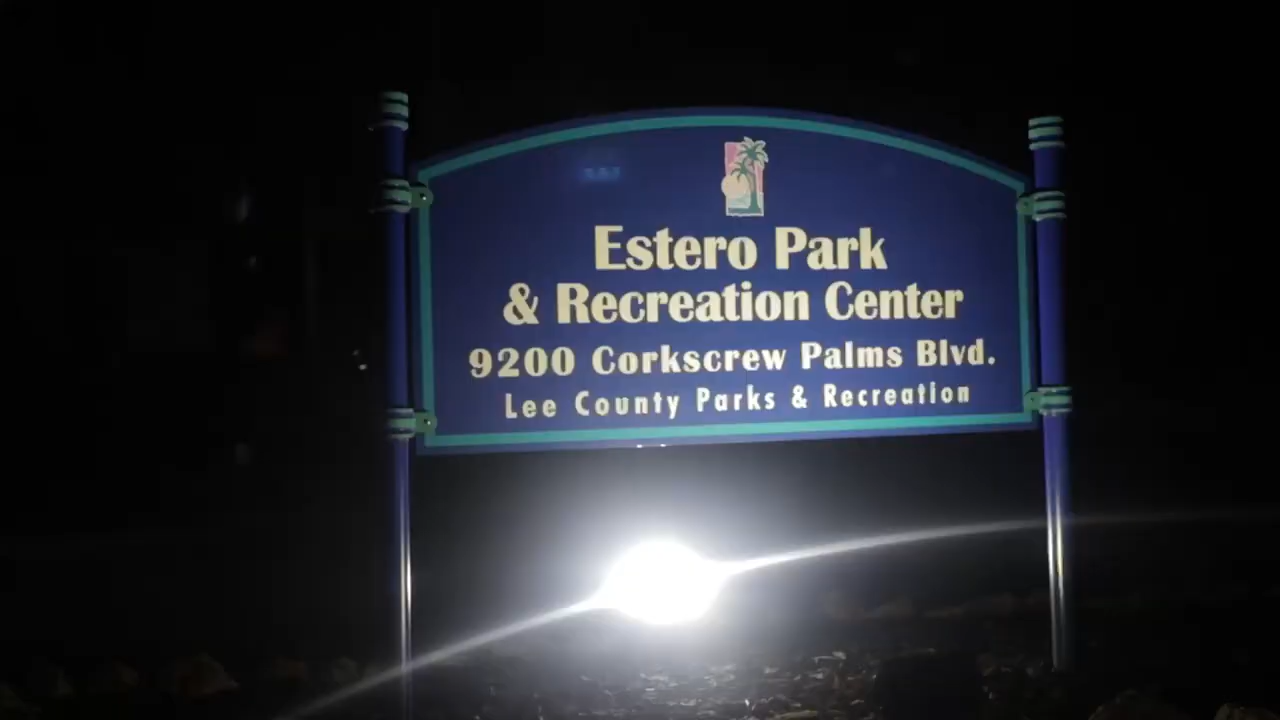 Estero Park
& Recreation Center
9200 Corkscrew Palms Blvd.
Lee County Parks & Recreation